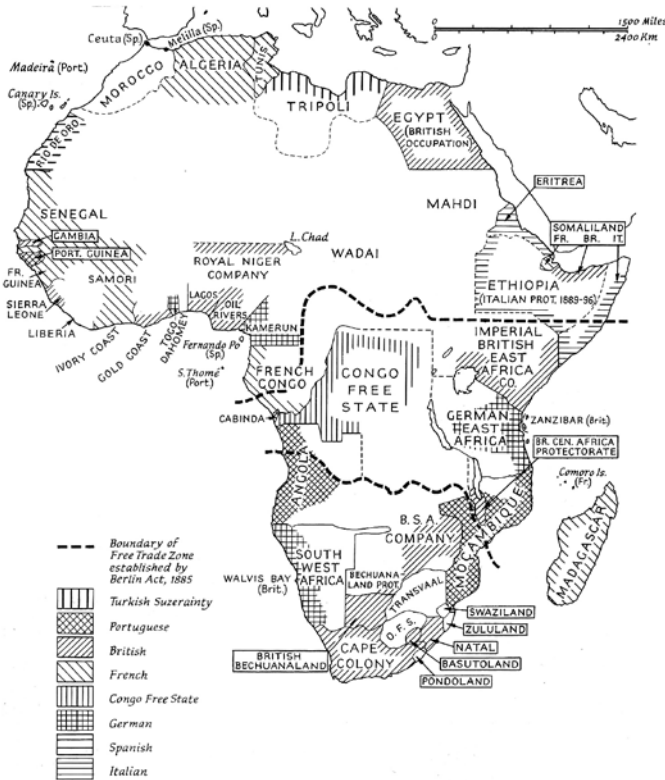 0 1500 Miles
0 2400 Km
Ceuta (Sp.)
Melilla (Sp.)
Madeira (Port.)
Canary Is.
(Sp.)
MOROCCO
ALGERIA
TUNIS
TRIPOLI
EGYPT
(BRITISH
OCCUPATION)
RIO DE ORO
MAHDI
ERITREA
SENEGAL
GAMBIA
PORT. GUINEA
FR.
GUINEA
SAMORI
SIERRA
LEONE
LIBERIA
IVORY COAST
GOLD COAST
TOGO
DAHOMEY
LAGOS
OIL
RIVERS
ROYAL NIGER
COMPANY
L. Chad
WADAI
SOMALILAND
FR. BR. IT.
ETHIOPIA
(ITALIAN PROT. 1889-96)
KAMERUN
Fernando Po
(Sp.)
S. Thomé
(Port.)
FRENCH
CONGO
CONGO
FREE
STATE
IMPERIAL
BRITISH
EAST
AFRICA
CO.
GERMAN
EAST
AFRICA
ZANZIBAR (Brit.)
BR. CEN. AFRICA
PROTECTORATE
CABINDA
ANGOLA
Comoro Is.
(Fr.)
MOÇAMBIQUE
MADAGASCAR
B.S.A.
COMPANY
SOUTH
WEST
AFRICA
WALVIS BAY
(Brit.)
BECHUANA-
LAND PROT.
TRANSVAAL
O.F.S.
SWAZILAND
ZULULAND
NATAL
BASUTOLAND
PONDOLAND
CAPE
COLONY
BRITISH
BECHUANALAND
Boundary of
Free Trade Zone
established by
Berlin Act, 1885
Turkish Suzerainty
Portuguese
British
French
Congo Free State
German
Spanish
Italian